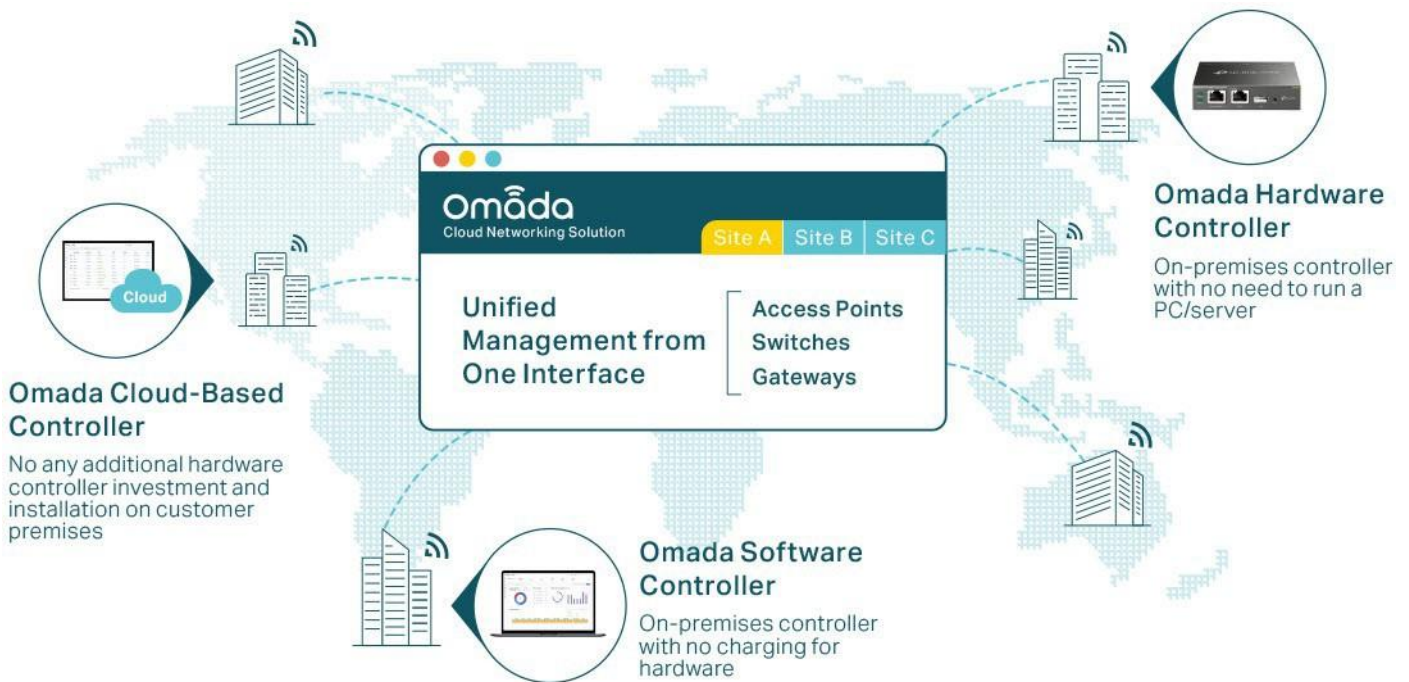 Omada
Cloud Networking Solution
Site A Site B Site C
Unified
Management from
One Interface
Access Points
Switches
Gateways
Omada Hardware
Controller
On-premises controller
with no need to run a
PC/server
Cloud
Omada Cloud-Based
Controller
No any additional hardware
controller investment and
installation on customer
premises
Omada Software
Controller
On-premises controller
with no charging for
hardware